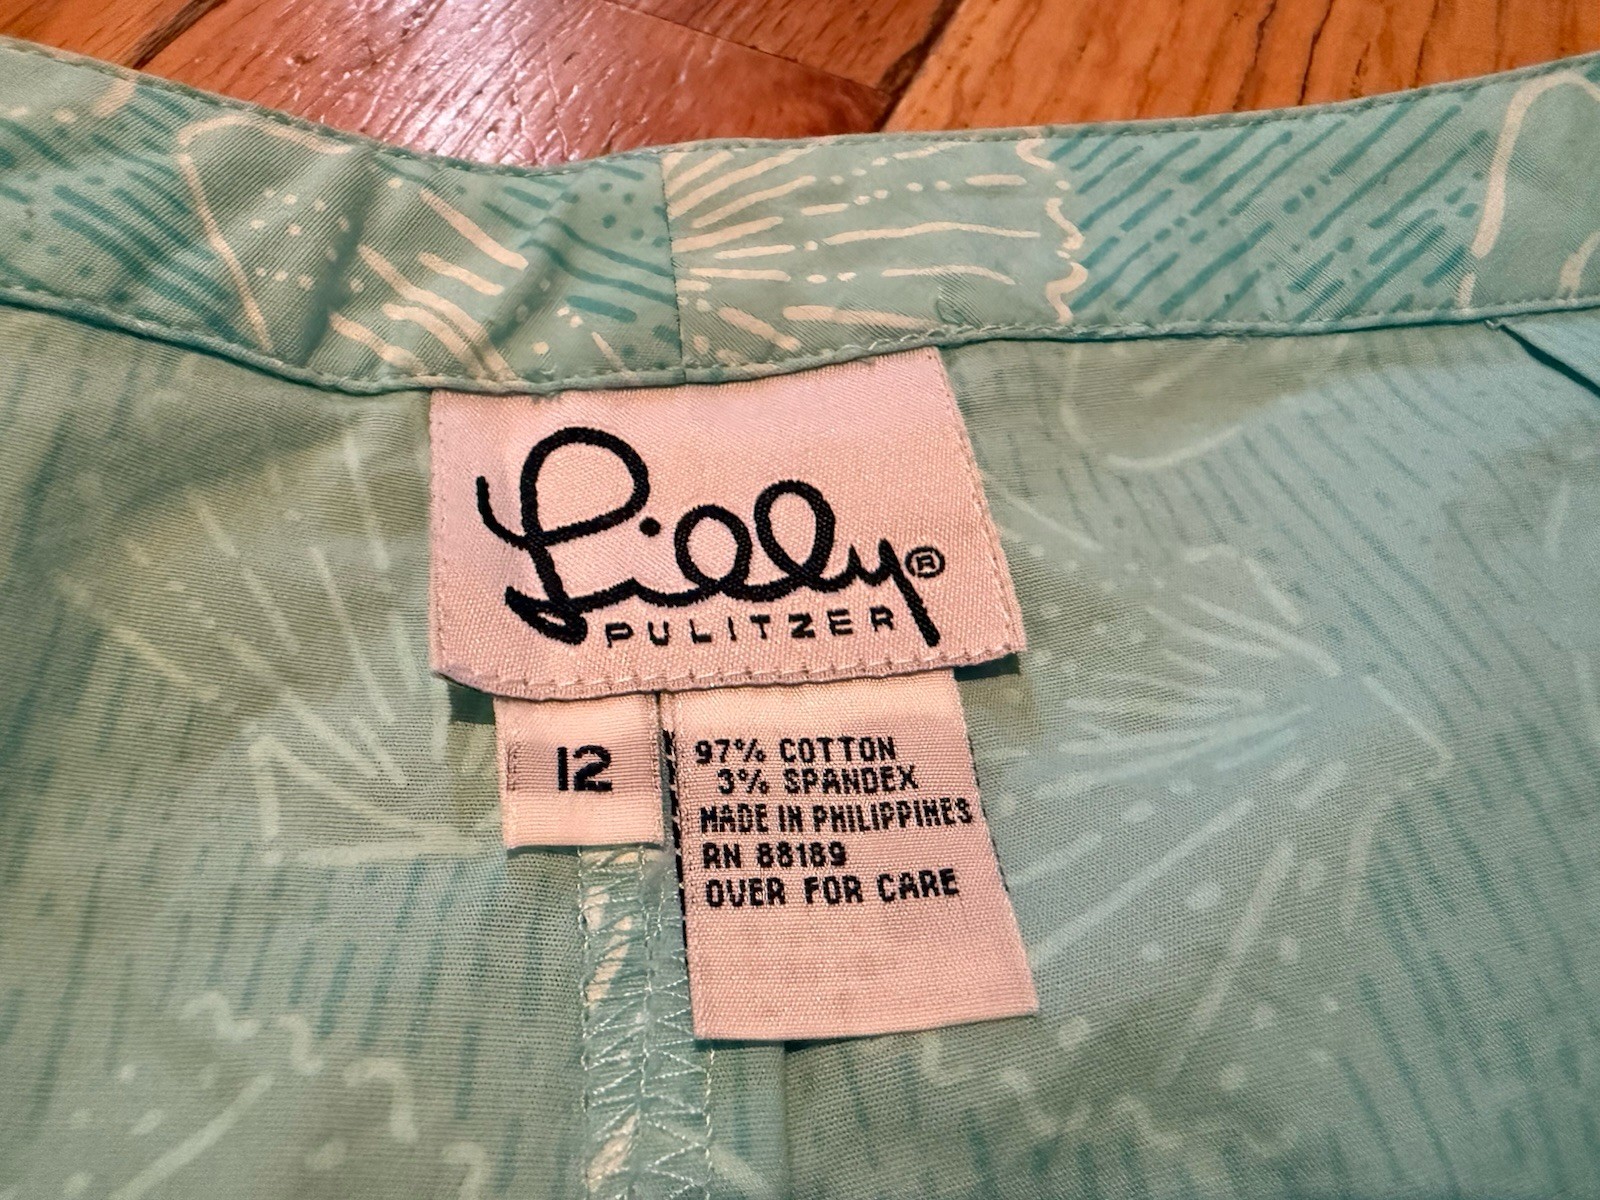 Lilly®
PULITZER
12
97% COTTON
3% SPANDEX
MADE IN PHILIPPINES
RN 88189
OVER FOR CARE